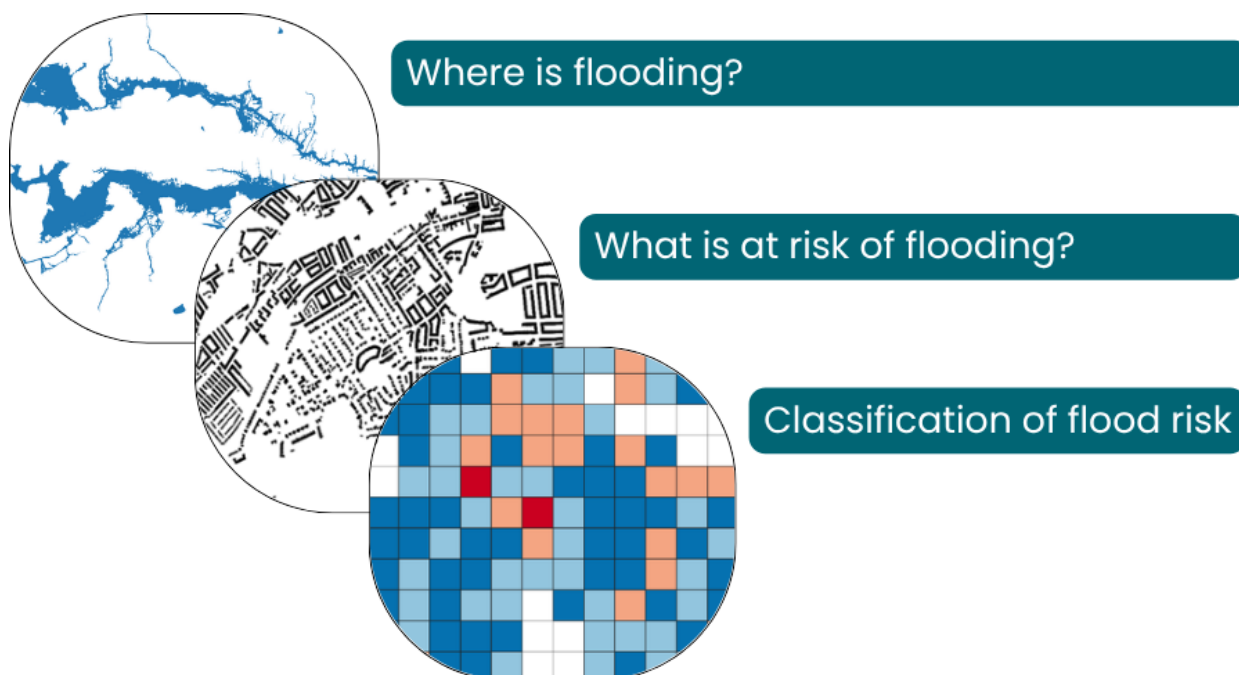 Where is flooding?
What is at risk of flooding?
Classification of flood risk